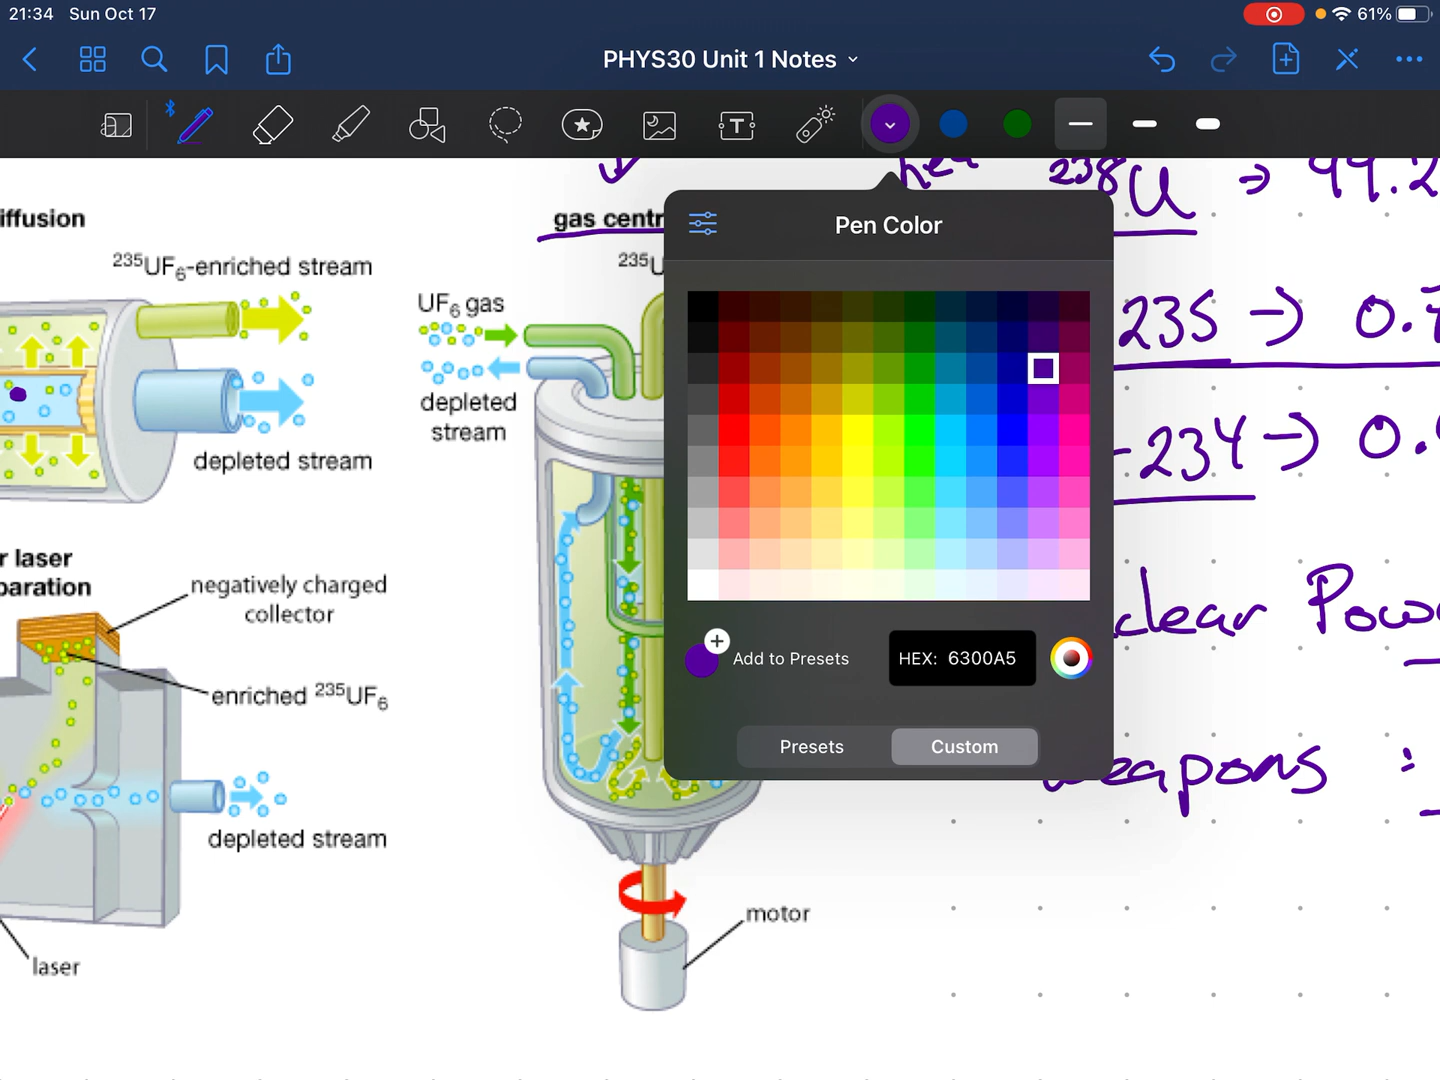 21:34 Sun Oct 17 61%
PHYS30 Unit 1 Notes
T
iffusion
²³⁵UF₆-enriched stream
depleted stream
gas centr
²³⁵U
UF₆ gas
depleted
stream
motor
r laser
paration
negatively charged
collector
enriched ²³⁵UF₆
depleted stream
laser
Pen Color
Add to Presets HEX: 6300A5
Presets Custom
²³⁸U => 99.2
235 -> 0.7
-234 -> 0.
clear Powe
weapons :